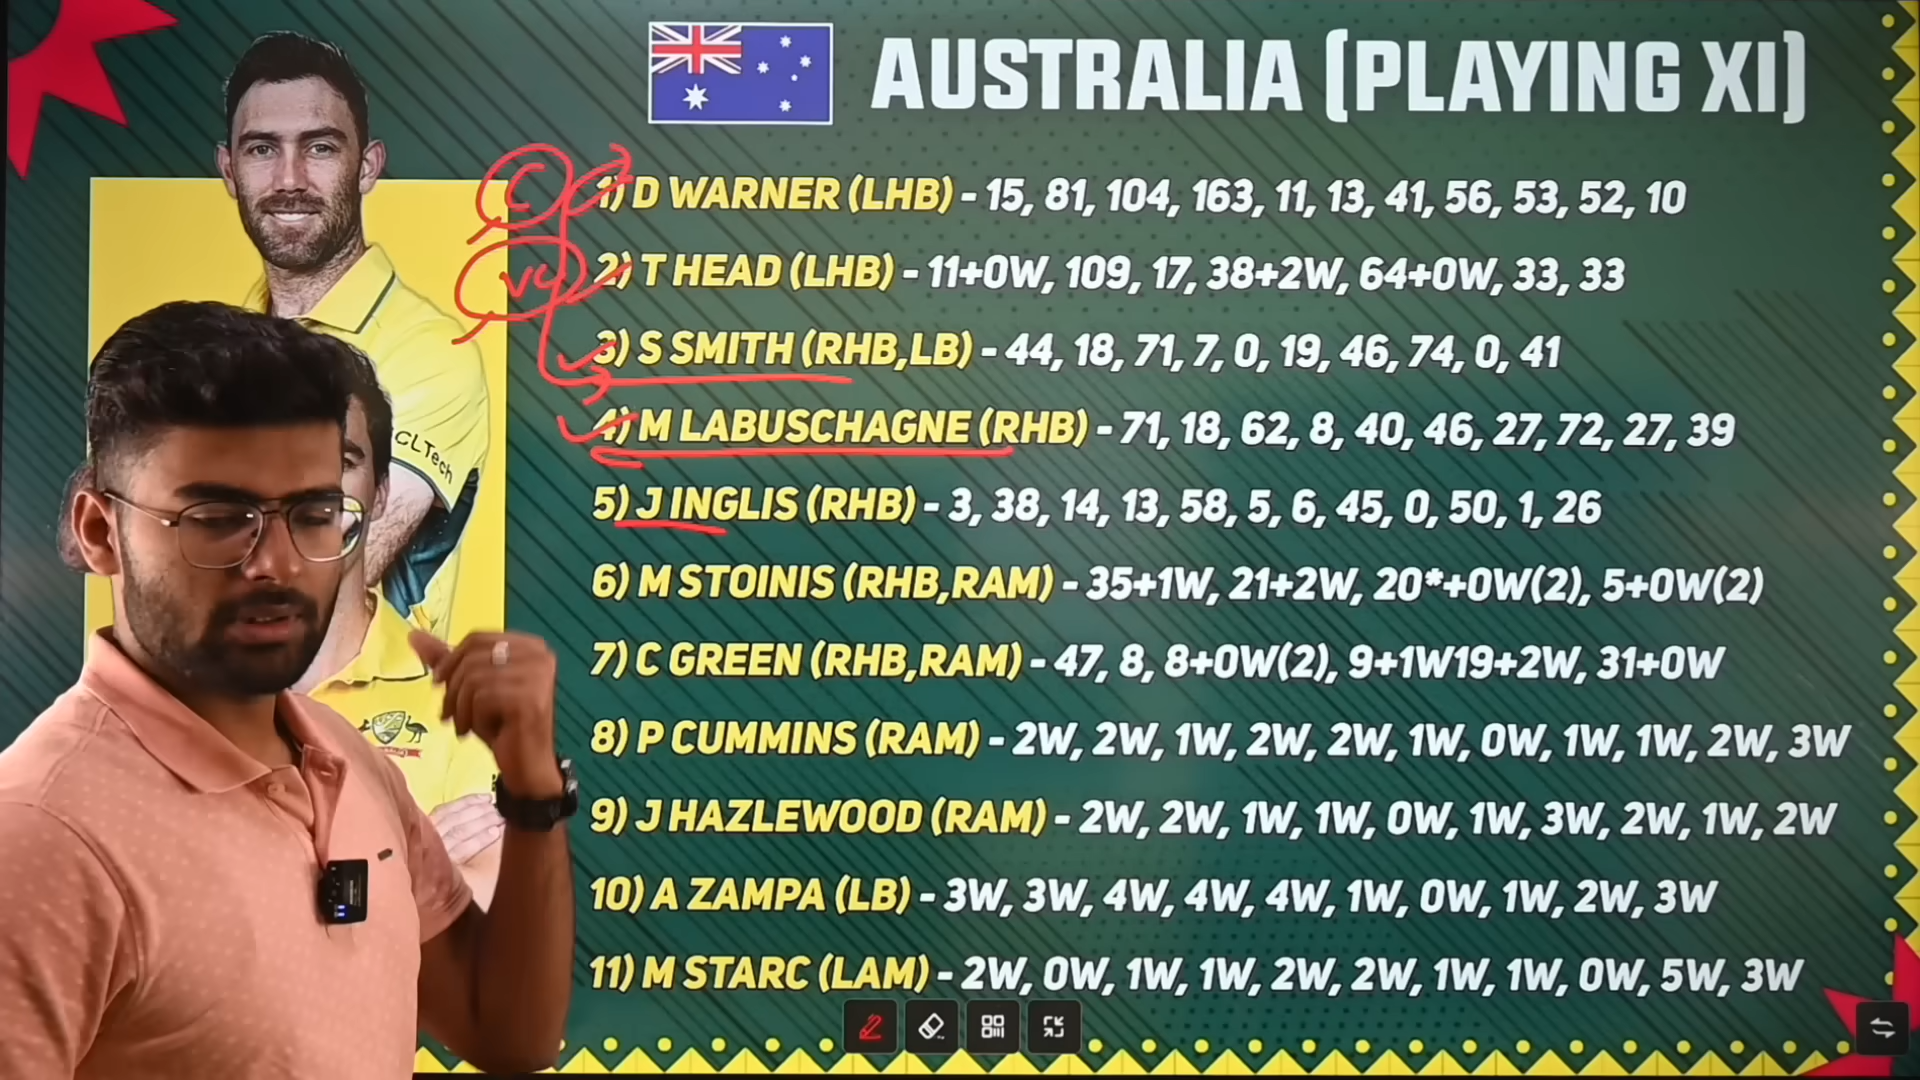 AUSTRALIA (PLAYING XI)
C
1) D WARNER (LHB) - 15, 81, 104, 163, 11, 13, 41, 56, 53, 52, 10
VC
2) T HEAD (LHB) - 11+0W, 109, 17, 38+2W, 64+0W, 33, 33
3) S SMITH (RHB,LB) - 44, 18, 71, 7, 0, 19, 46, 74, 0, 41
4) M LABUSCHAGNE (RHB) - 71, 18, 62, 8, 40, 46, 27, 72, 27, 39
CLTech
5) J INGLIS (RHB) - 3, 38, 14, 13, 58, 5, 6, 45, 0, 50, 1, 26
6) M STOINIS (RHB,RAM) - 35+1W, 21+2W, 20*+0W(2), 5+0W(2)
7) C GREEN (RHB,RAM) - 47, 8, 8+0W(2), 9+1W19+2W, 31+0W
8) P CUMMINS (RAM) - 2W, 2W, 1W, 2W, 2W, 1W, 0W, 1W, 1W, 2W, 3W
9) J HAZLEWOOD (RAM) - 2W, 2W, 1W, 1W, 0W, 1W, 3W, 2W, 1W, 2W
10) A ZAMPA (LB) - 3W, 3W, 4W, 4W, 4W, 1W, 0W, 1W, 2W, 3W
11) M STARC (LAM) - 2W, 0W, 1W, 1W, 2W, 2W, 1W, 1W, 0W, 5W, 3W